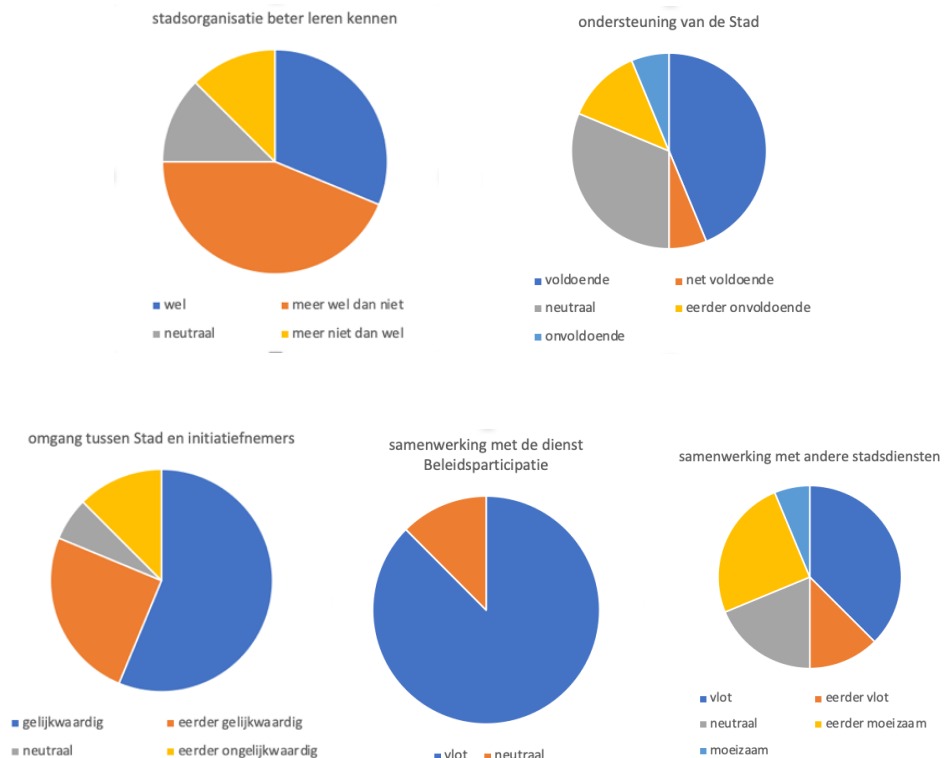 stadsorganisatie beter leren kennen
wel
meer wel dan niet
neutraal
meer niet dan wel
ondersteuning van de Stad
voldoende
net voldoende
neutraal
eerder onvoldoende
onvoldoende
omgang tussen Stad en initiatiefnemers
gelijkwaardig
eerder gelijkwaardig
neutraal
eerder ongelijkwaardig
samenwerking met de dienst
Beleidsparticipatie
vlot
neutraal
samenwerking met andere stadsdiensten
vlot
eerder vlot
neutraal
eerder moeizaam
moeizaam